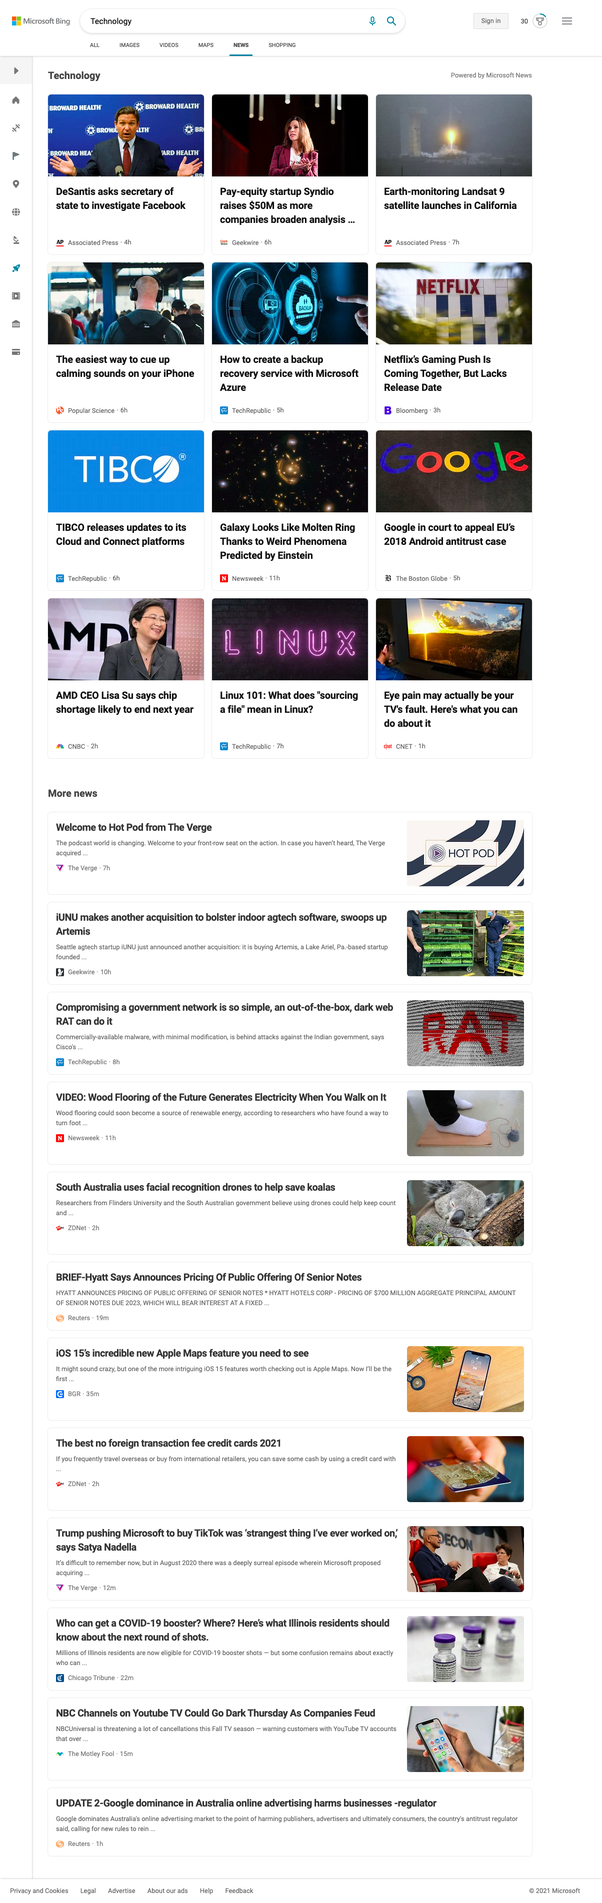 Microsoft Bing
Technology
Sign in
30
ALL
IMAGES
VIDEOS
MAPS
NEWS
SHOPPING
Technology
Powered by Microsoft News
BROWARD HEALTH
BROWARD HEALTH
DeSantis asks secretary of
state to investigate Facebook
AP Associated Press · 4h
Pay-equity startup Syndio
raises $50M as more
companies broaden analysis ...
Geekwire · 6h
Earth-monitoring Landsat 9
satellite launches in California
AP Associated Press · 7h
The easiest way to cue up
calming sounds on your iPhone
Popular Science · 6h
BACKUP
How to create a backup
recovery service with Microsoft
Azure
TechRepublic · 5h
NETFLIX
Netflix's Gaming Push Is
Coming Together, But Lacks
Release Date
B Bloomberg · 3h
TIBCO®
TIBCO releases updates to its
Cloud and Connect platforms
TechRepublic · 6h
Galaxy Looks Like Molten Ring
Thanks to Weird Phenomena
Predicted by Einstein
N Newsweek · 11h
Google
Google in court to appeal EU's
2018 Android antitrust case
B The Boston Globe · 5h
AMD
AMD CEO Lisa Su says chip
shortage likely to end next year
CNBC · 2h
LINUX
Linux 101: What does "sourcing
a file" mean in Linux?
TechRepublic · 7h
Eye pain may actually be your
TV's fault. Here's what you can
do about it
CNET · 1h
More news
Welcome to Hot Pod from The Verge
The podcast world is changing. Welcome to your front-row seat on the action. In case you haven't heard, The Verge
acquired ...
The Verge · 7h
HOT POD
iUNU makes another acquisition to bolster indoor agtech software, swoops up
Artemis
Seattle agtech startup iUNU just announced another acquisition: it is buying Artemis, a Lake Ariel, Pa.-based startup
founded ...
Geekwire · 10h
Compromising a government network is so simple, an out-of-the-box, dark web
RAT can do it
Commercially-available malware, with minimal modification, is behind attacks against the Indian government, says
Cisco's ...
TechRepublic · 8h
RAT
VIDEO: Wood Flooring of the Future Generates Electricity When You Walk on It
Wood flooring could soon become a source of renewable energy, according to researchers who have found a way to
turn foot ...
N Newsweek · 11h
South Australia uses facial recognition drones to help save koalas
Researchers from Flinders University and the South Australian government believe using drones could help keep count
and ...
ZDNet · 2h
BRIEF-Hyatt Says Announces Pricing Of Public Offering Of Senior Notes
HYATT ANNOUNCES PRICING OF PUBLIC OFFERING OF SENIOR NOTES * HYATT HOTELS CORP - PRICING OF $700 MILLION AGGREGATE PRINCIPAL AMOUNT
OF SENIOR NOTES DUE 2023, WHICH WILL BEAR INTEREST AT A FIXED ...
Reuters · 19m
iOS 15's incredible new Apple Maps feature you need to see
It might sound crazy, but one of the more intriguing iOS 15 features worth checking out is Apple Maps. Now I'll be the
first ...
BGR · 35m
The best no foreign transaction fee credit cards 2021
If you frequently travel overseas or buy from international retailers, you can save some cash by using a credit card with
...
ZDNet · 2h
Trump pushing Microsoft to buy TikTok was 'strangest thing I've ever worked on,'
says Satya Nadella
It's difficult to remember now, but in August 2020 there was a deeply surreal episode wherein Microsoft proposed
acquiring ...
The Verge · 12m
Who can get a COVID-19 booster? Where? Here's what Illinois residents should
know about the next round of shots.
Millions of Illinois residents are now eligible for COVID-19 booster shots — but some confusion remains about exactly
who can ...
Chicago Tribune · 22m
NBC Channels on Youtube TV Could Go Dark Thursday As Companies Feud
NBCUniversal is threatening a lot of cancellations this Fall TV season — warning customers with YouTube TV accounts
that over ...
The Motley Fool · 15m
UPDATE 2-Google dominance in Australia online advertising harms businesses -regulator
Google dominates Australia's online advertising market to the point of harming publishers, advertisers and ultimately consumers, the country's antitrust regulator
said, calling for new rules to rein ...
Reuters · 1h
Privacy and Cookies
Legal
Advertise
About our ads
Help
Feedback
© 2021 Microsoft